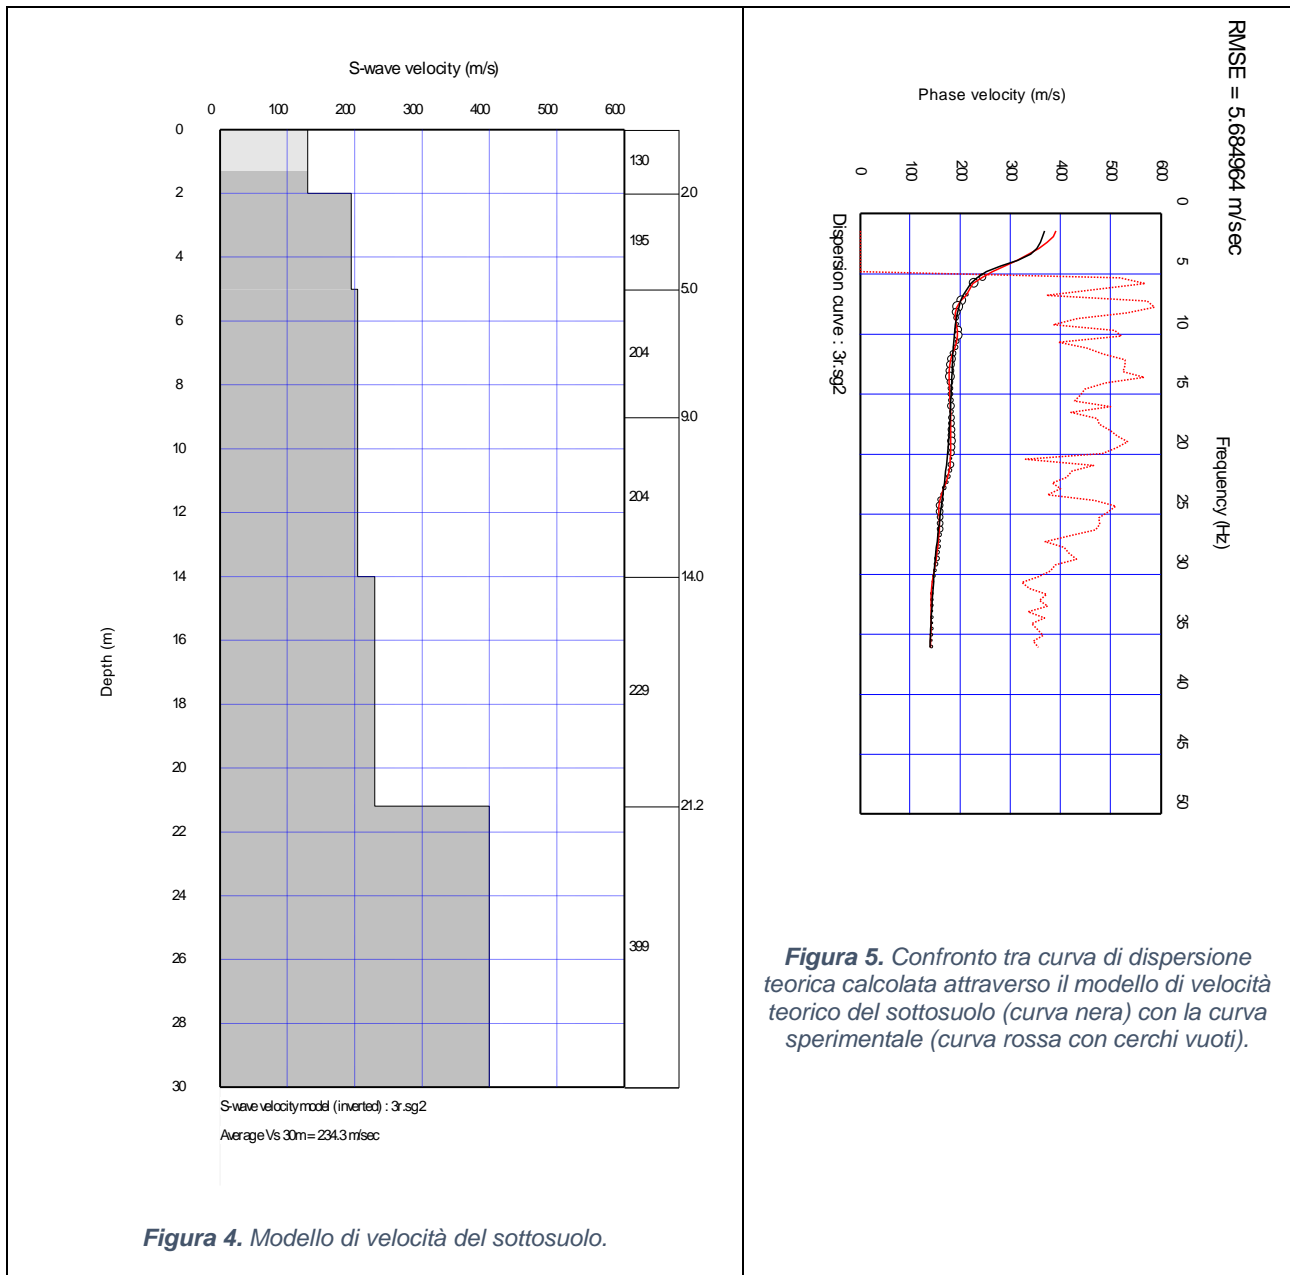 S-wave velocity (m/s)
0 100 200 300 400 500 600
0
2
4
6
8
10
12
14
16
18
20
22
24
26
28
30
Depth (m)
130
2.0
195
5.0
204
9.0
204
14.0
229
21.2
399
S-wave velocity model (inverted) : 3r.sg2
Average Vs 30m = 234.3 m/sec
Figura 4. Modello di velocità del sottosuolo.
RMSE = 5.684964 m/sec
Phase velocity (m/s)
0 100 200 300 400 500 600
0
5
10
15
20
25
30
35
40
45
50
Frequency (Hz)
Dispersion curve : 3r.sg2
Figura 5. Confronto tra curva di dispersione
teorica calcolata attraverso il modello di velocità
teorico del sottosuolo (curva nera) con la curva
sperimentale (curva rossa con cerchi vuoti).